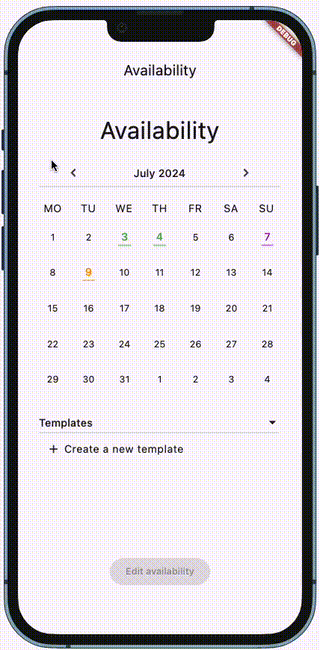 DEBUG
Availability
Availability
July 2024
MO TU WE TH FR SA SU
1 2 3 4 5 6 7
8 9 10 11 12 13 14
15 16 17 18 19 20 21
22 23 24 25 26 27 28
29 30 31 1 2 3 4
Templates
+ Create a new template
Edit availability